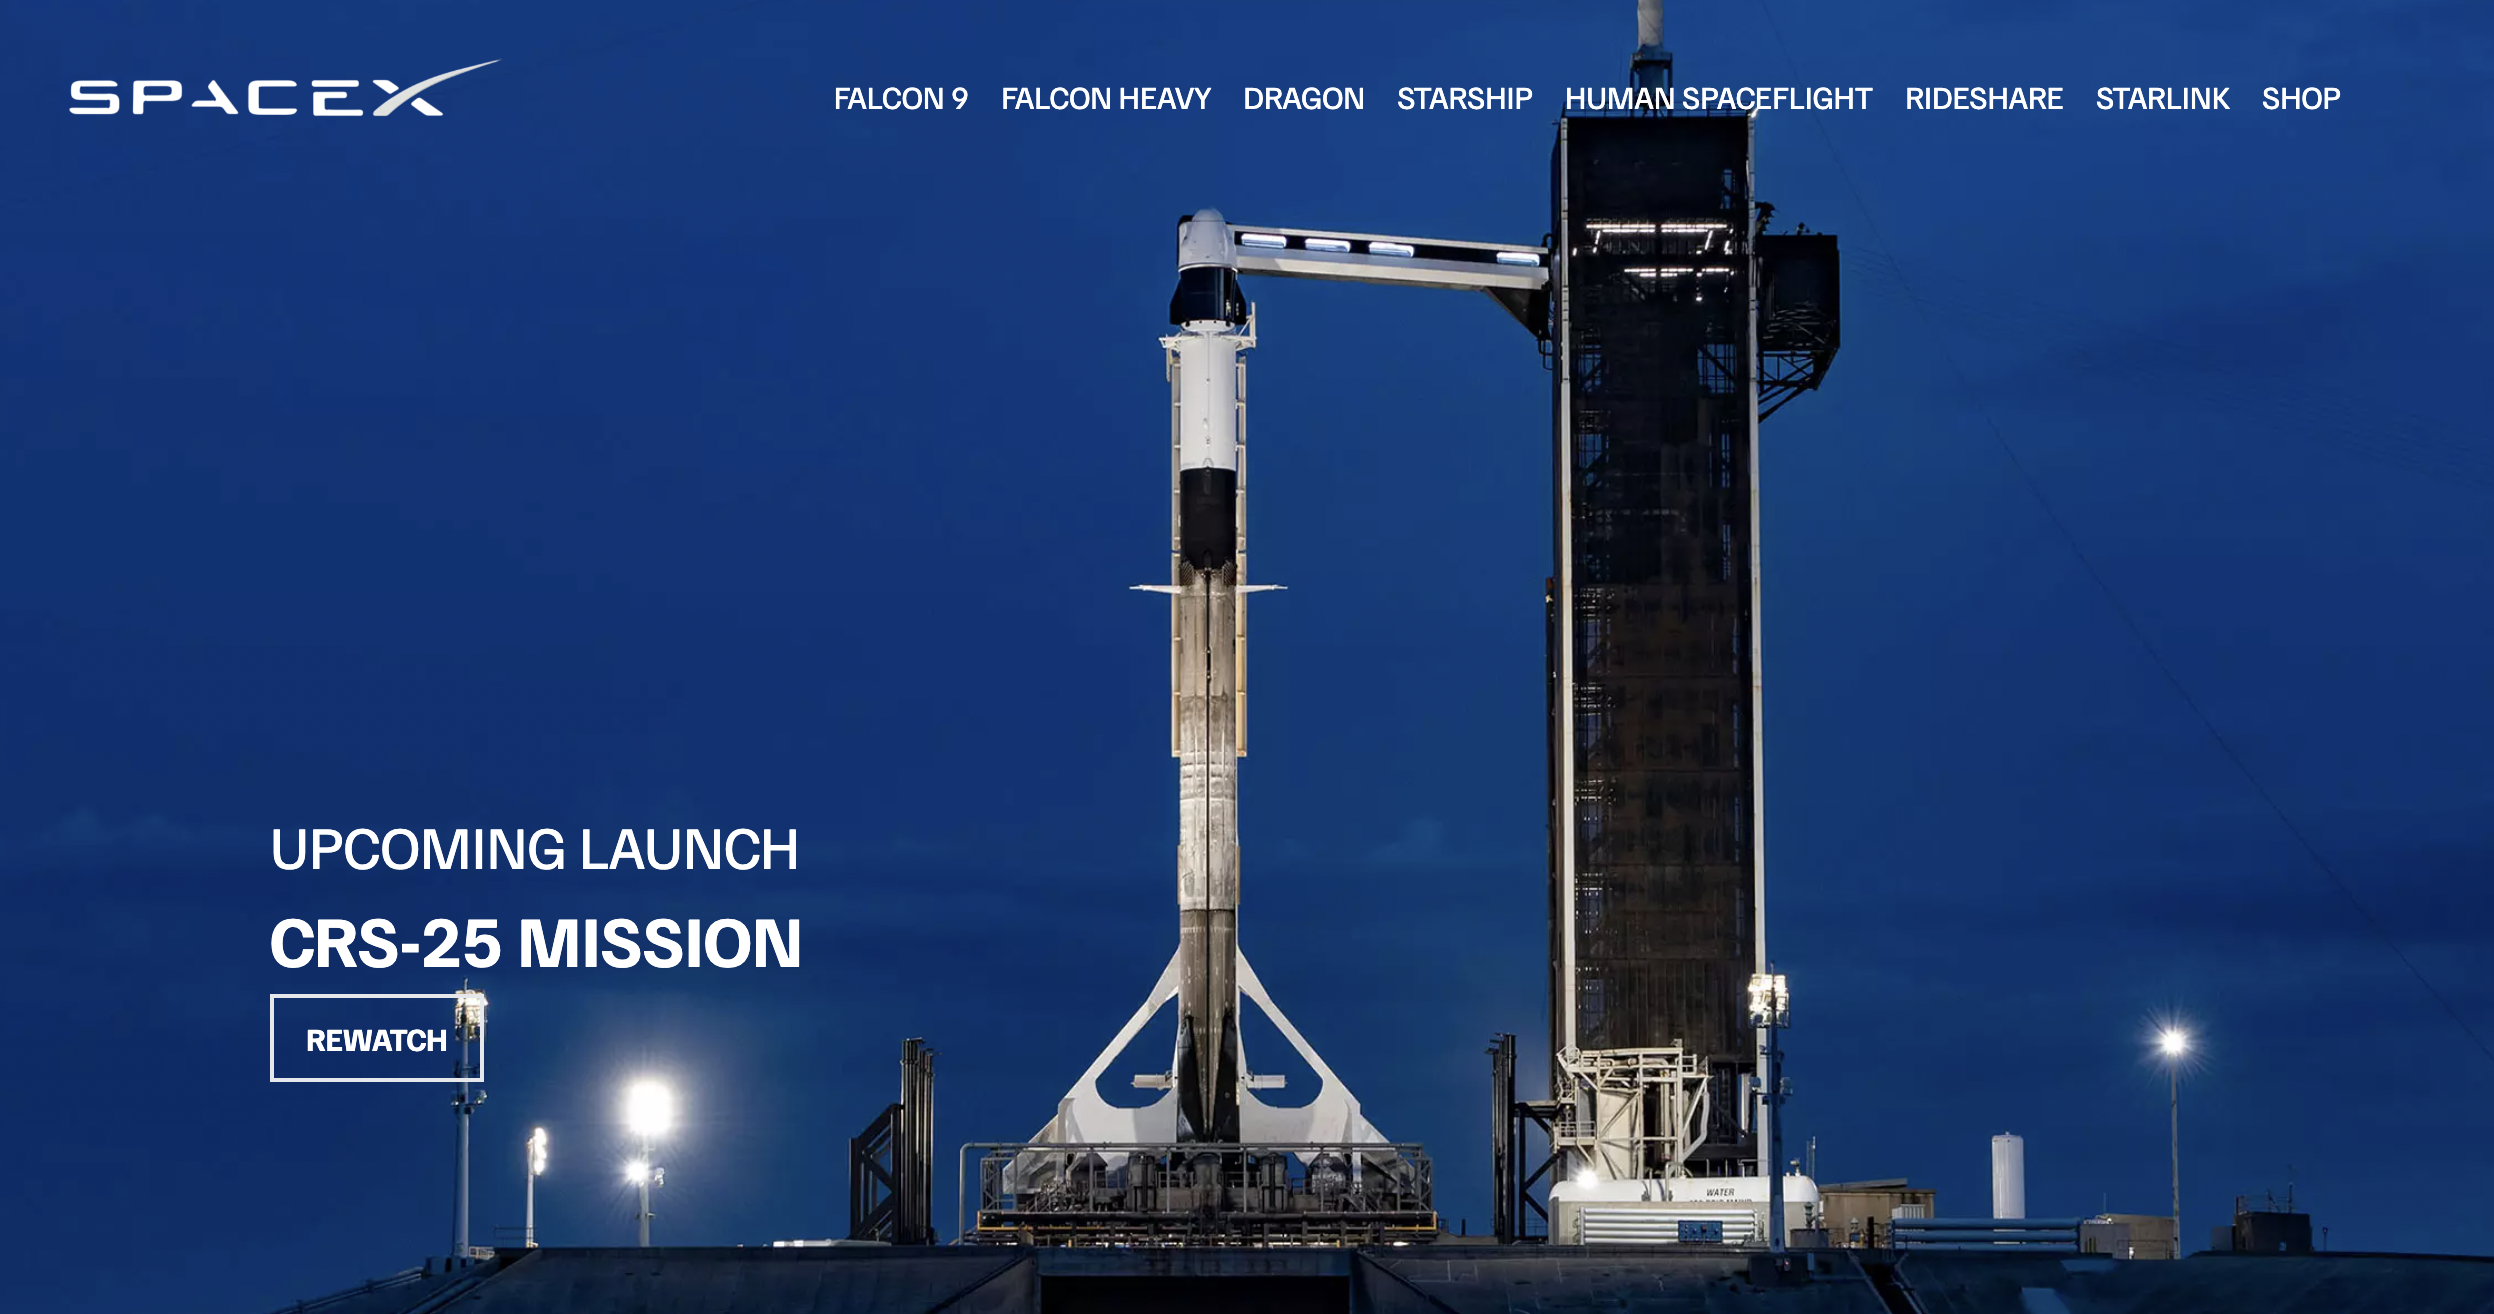 SPACEX
FALCON 9 FALCON HEAVY DRAGON STARSHIP HUMAN SPACEFLIGHT RIDESHARE STARLINK SHOP
UPCOMING LAUNCH
CRS-25 MISSION
REWATCH
WATER